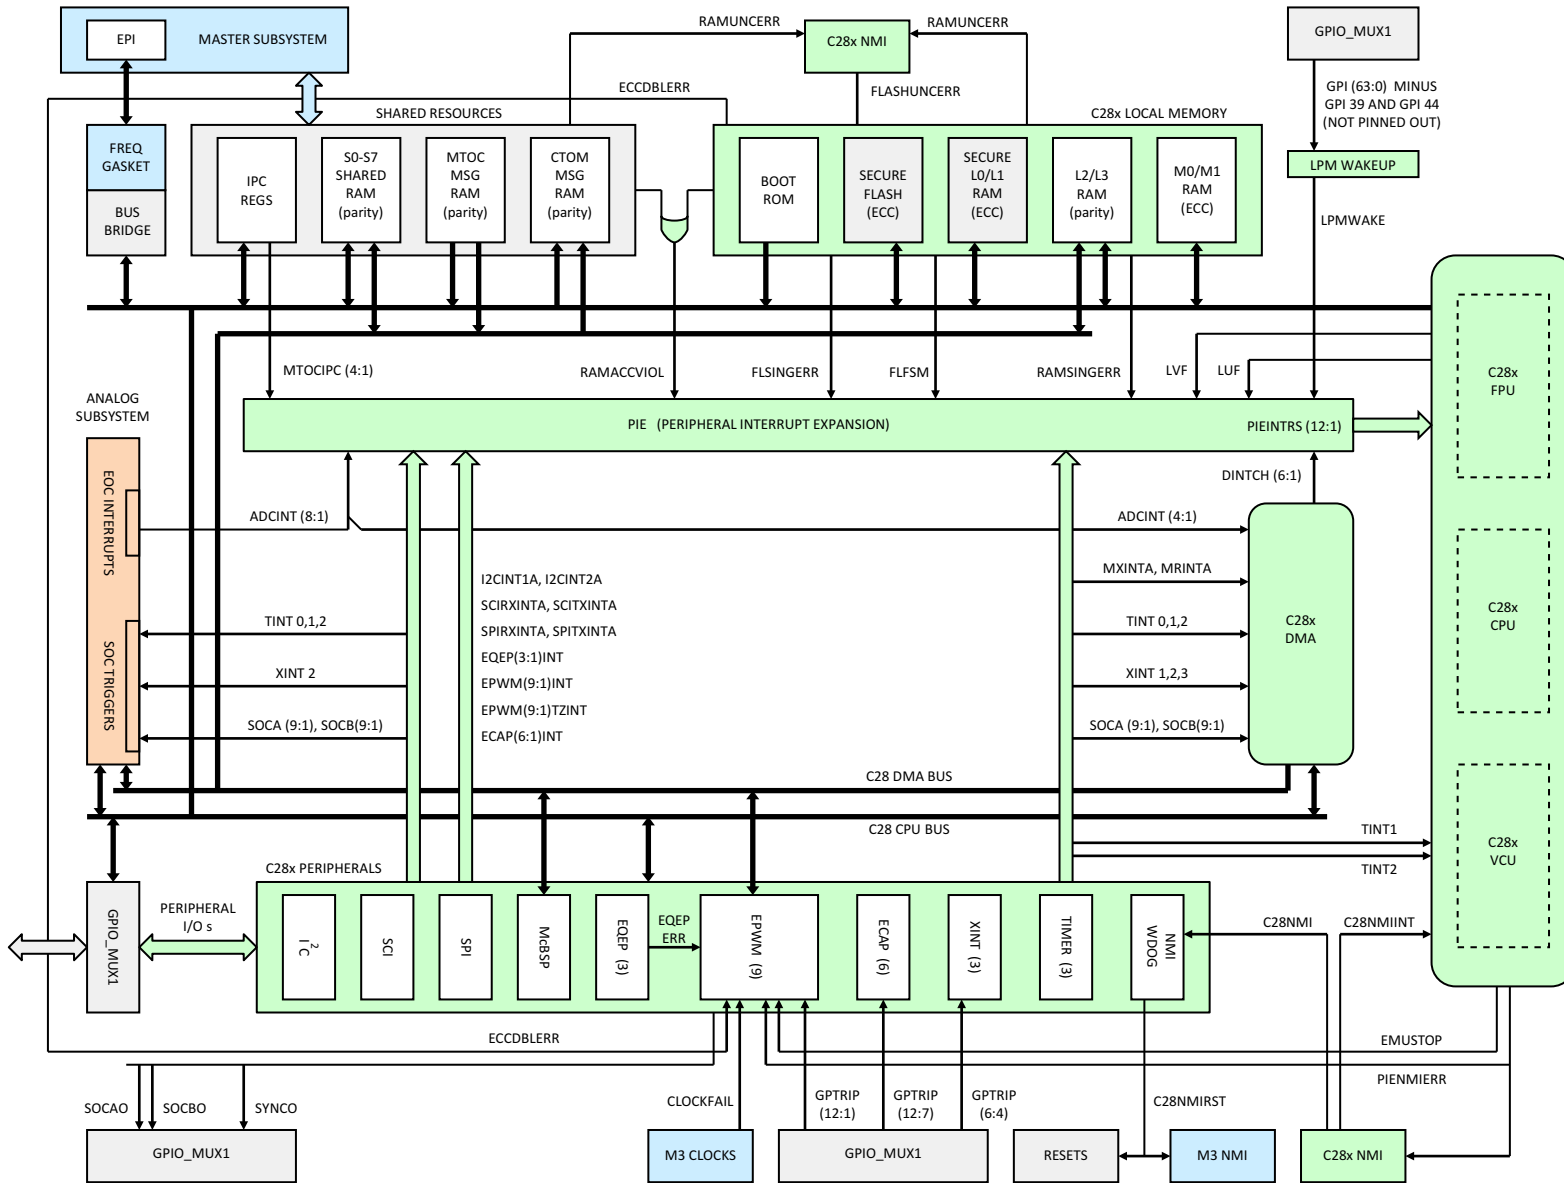 EPI
MASTER SUBSYSTEM
RAMUNCERR
RAMUNCERR
C28x NMI
GPIO_MUX1
ECCDBLERR
FLASHUNCERR
GPI (63:0) MINUS
GPI 39 AND GPI 44
(NOT PINNED OUT)
SHARED RESOURCES
C28x LOCAL MEMORY
FREQ
GASKET
BUS
BRIDGE
IPC
REGS
S0-S7
SHARED
RAM
(parity)
MTOC
MSG
RAM
(parity)
CTOM
MSG
RAM
(parity)
BOOT
ROM
SECURE
FLASH
(ECC)
SECURE
L0/L1
RAM
(ECC)
L2/L3
RAM
(parity)
M0/M1
RAM
(ECC)
LPM WAKEUP
LPMWAKE
MTOCIPC (4:1)
RAMACCVIOL
FLSINGERR
FLFSM
RAMSINGERR
LVF
LUF
C28x
FPU
ANALOG
SUBSYSTEM
PIE (PERIPHERAL INTERRUPT EXPANSION)
PIEINTRS (12:1)
DINTCH (6:1)
EOC INTERRUPTS
ADCINT (8:1)
ADCINT (4:1)
I2CINT1A, I2CINT2A
SCIRXINTA, SCITXINTA
SPIRXINTA, SPITXINTA
EQEP(3:1)INT
EPWM(9:1)INT
EPWM(9:1)TZINT
ECAP(6:1)INT
MXINTA, MRINTA
SOC TRIGGERS
TINT 0,1,2
TINT 0,1,2
C28x
DMA
C28x
CPU
XINT 2
XINT 1,2,3
SOCA (9:1), SOCB(9:1)
SOCA (9:1), SOCB(9:1)
C28 DMA BUS
C28 CPU BUS
TINT1
TINT2
C28x
VCU
C28x PERIPHERALS
GPIO_MUX1
PERIPHERAL
I/O s
I2C
SCI
SPI
McBSP
EQEP (3)
EQEP
ERR
EPWM (9)
ECAP (6)
XINT (3)
TIMER (3)
NMI
WDOG
C28NMI
C28NMIINT
ECCDBLERR
EMUSTOP
PIENMIERR
SOCAO
SOCBO
SYNCO
CLOCKFAIL
GPTRIP
(12:1)
GPTRIP
(12:7)
GPTRIP
(6:4)
C28NMIRST
GPIO_MUX1
M3 CLOCKS
GPIO_MUX1
RESETS
M3 NMI
C28x NMI